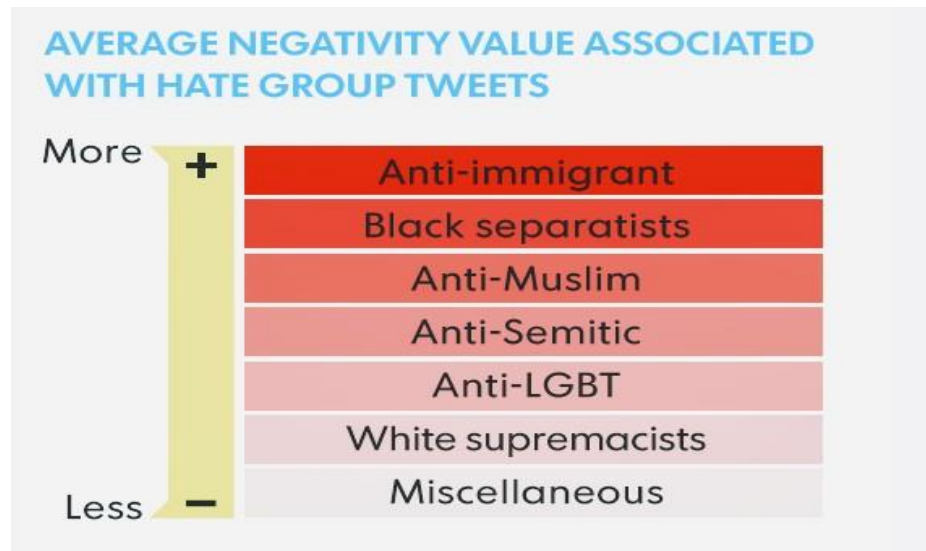 AVERAGE NEGATIVITY VALUE ASSOCIATED
WITH HATE GROUP TWEETS
More
+
Anti-immigrant
Black separatists
Anti-Muslim
Anti-Semitic
Anti-LGBT
White supremacists
Miscellaneous
Less
−